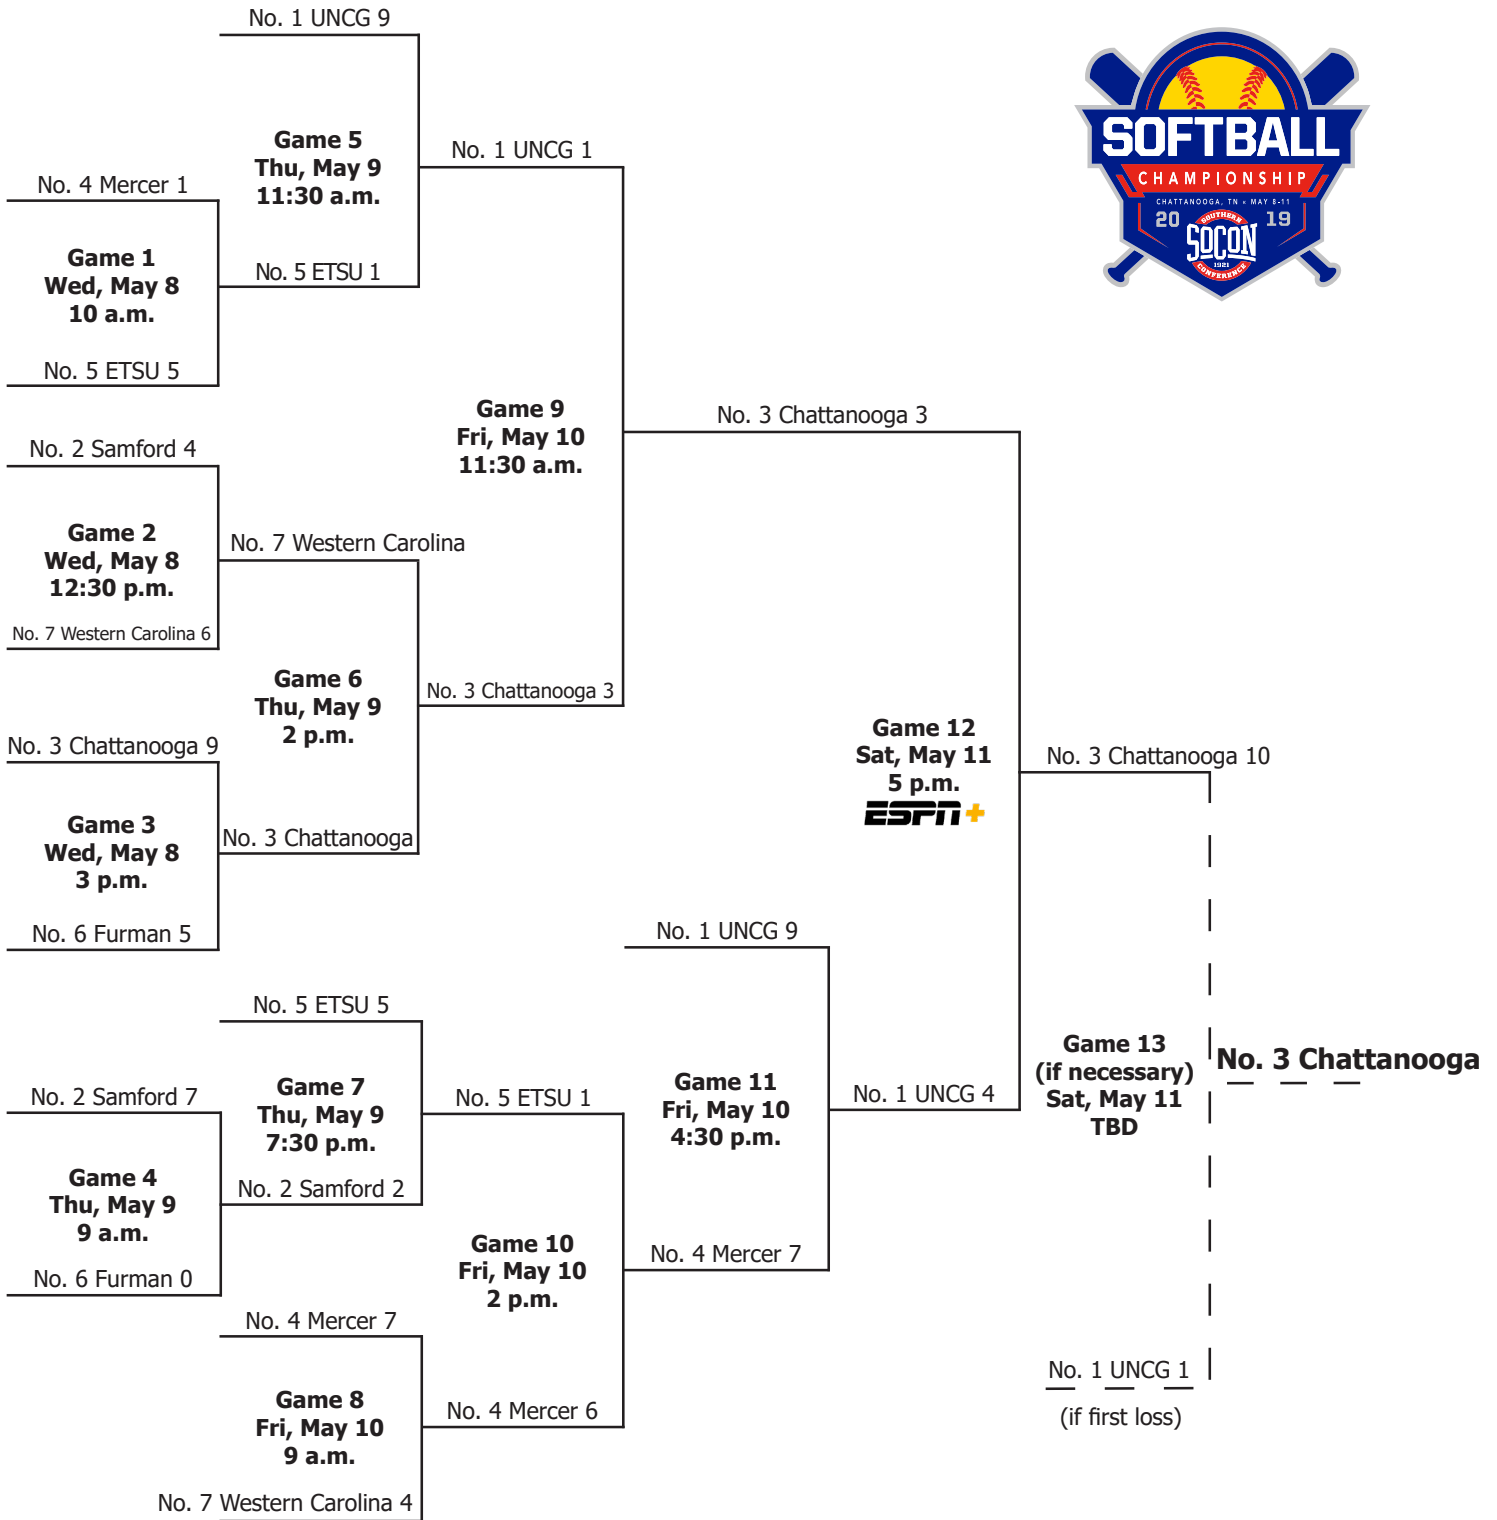 No. 1 UNCG 9
Game 5
Thu, May 9
11:30 a.m.
No. 1 UNCG 1
No. 4 Mercer 1
Game 1
Wed, May 8
10 a.m.
No. 5 ETSU 1
No. 5 ETSU 5
No. 2 Samford 4
Game 9
Fri, May 10
11:30 a.m.
No. 3 Chattanooga 3
Game 2
Wed, May 8
12:30 p.m.
No. 7 Western Carolina
No. 7 Western Carolina 6
Game 6
Thu, May 9
2 p.m.
No. 3 Chattanooga 3
No. 3 Chattanooga 9
Game 3
Wed, May 8
3 p.m.
No. 3 Chattanooga
No. 6 Furman 5
Game 12
Sat, May 11
5 p.m.
ESPN+
No. 3 Chattanooga 10
No. 1 UNCG 9
No. 5 ETSU 5
Game 7
Thu, May 9
7:30 p.m.
No. 5 ETSU 1
No. 2 Samford 7
Game 4
Thu, May 9
9 a.m.
No. 2 Samford 2
No. 6 Furman 0
Game 11
Fri, May 10
4:30 p.m.
No. 1 UNCG 4
Game 13
(if necessary)
Sat, May 11
TBD
No. 3 Chattanooga
Game 10
Fri, May 10
2 p.m.
No. 4 Mercer 7
No. 4 Mercer 7
Game 8
Fri, May 10
9 a.m.
No. 4 Mercer 6
No. 7 Western Carolina 4
No. 1 UNCG 1
(if first loss)
SOFTBALL
CHAMPIONSHIP
CHATTANOOGA, TN • MAY 8-11
20 19
SOUTHERN
SOCON
1921
CONFERENCE